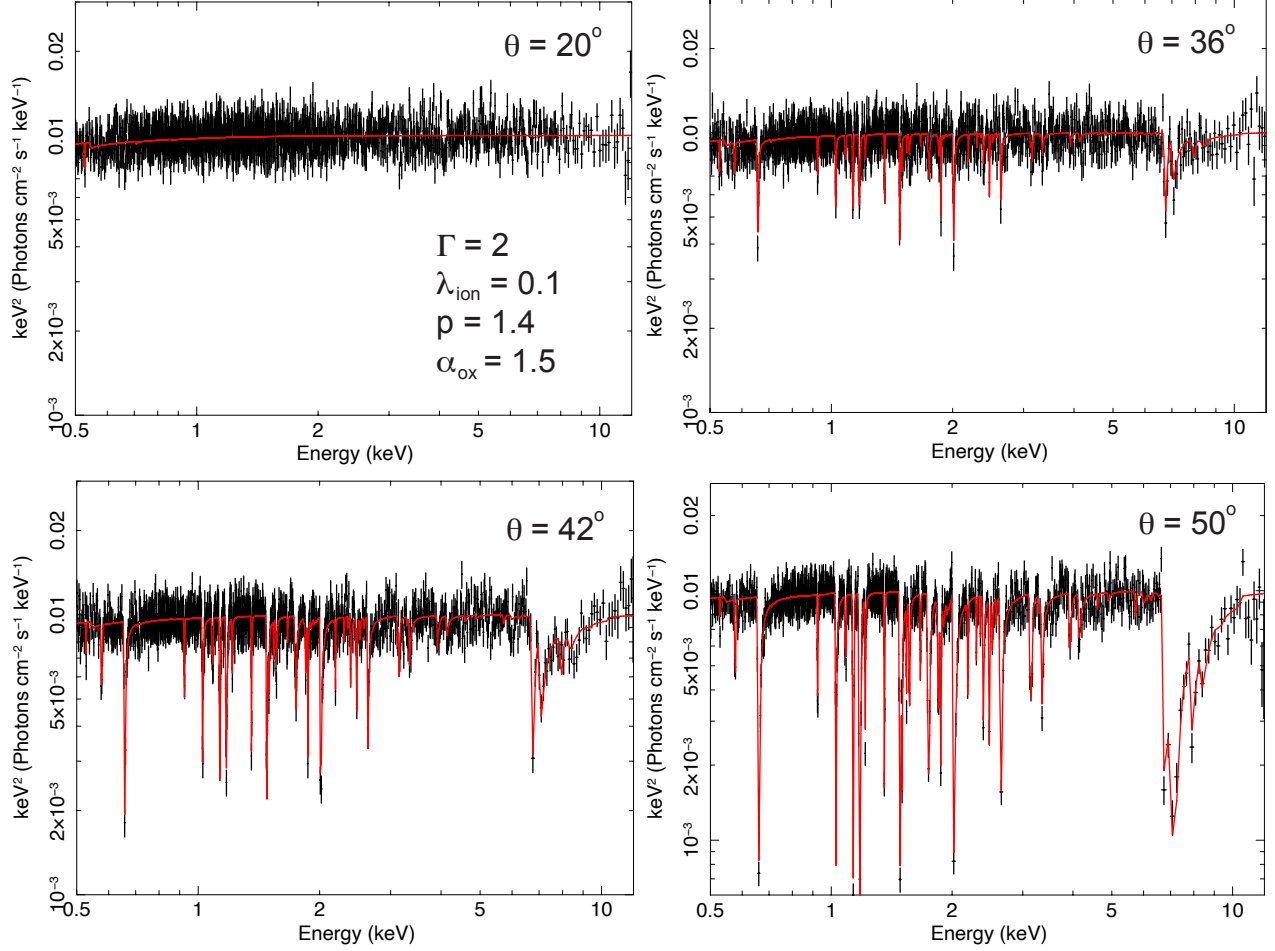 θ = 20°
keV² (Photons cm⁻² s⁻¹ keV⁻¹)
0.02
0.01
5×10⁻³
2×10⁻³
10⁻³
Γ = 2
λion = 0.1
p = 1.4
αox = 1.5
0.5 1 2 5 10
Energy (keV)
θ = 36°
keV² (Photons cm⁻² s⁻¹ keV⁻¹)
0.02
0.01
5×10⁻³
2×10⁻³
10⁻³
0.5 1 2 5 10
Energy (keV)
θ = 42°
keV² (Photons cm⁻² s⁻¹ keV⁻¹)
0.02
0.01
5×10⁻³
2×10⁻³
10⁻³
0.5 1 2 5 10
Energy (keV)
θ = 50°
keV² (Photons cm⁻² s⁻¹ keV⁻¹)
0.02
0.01
5×10⁻³
2×10⁻³
10⁻³
0.5 1 2 5 10
Energy (keV)